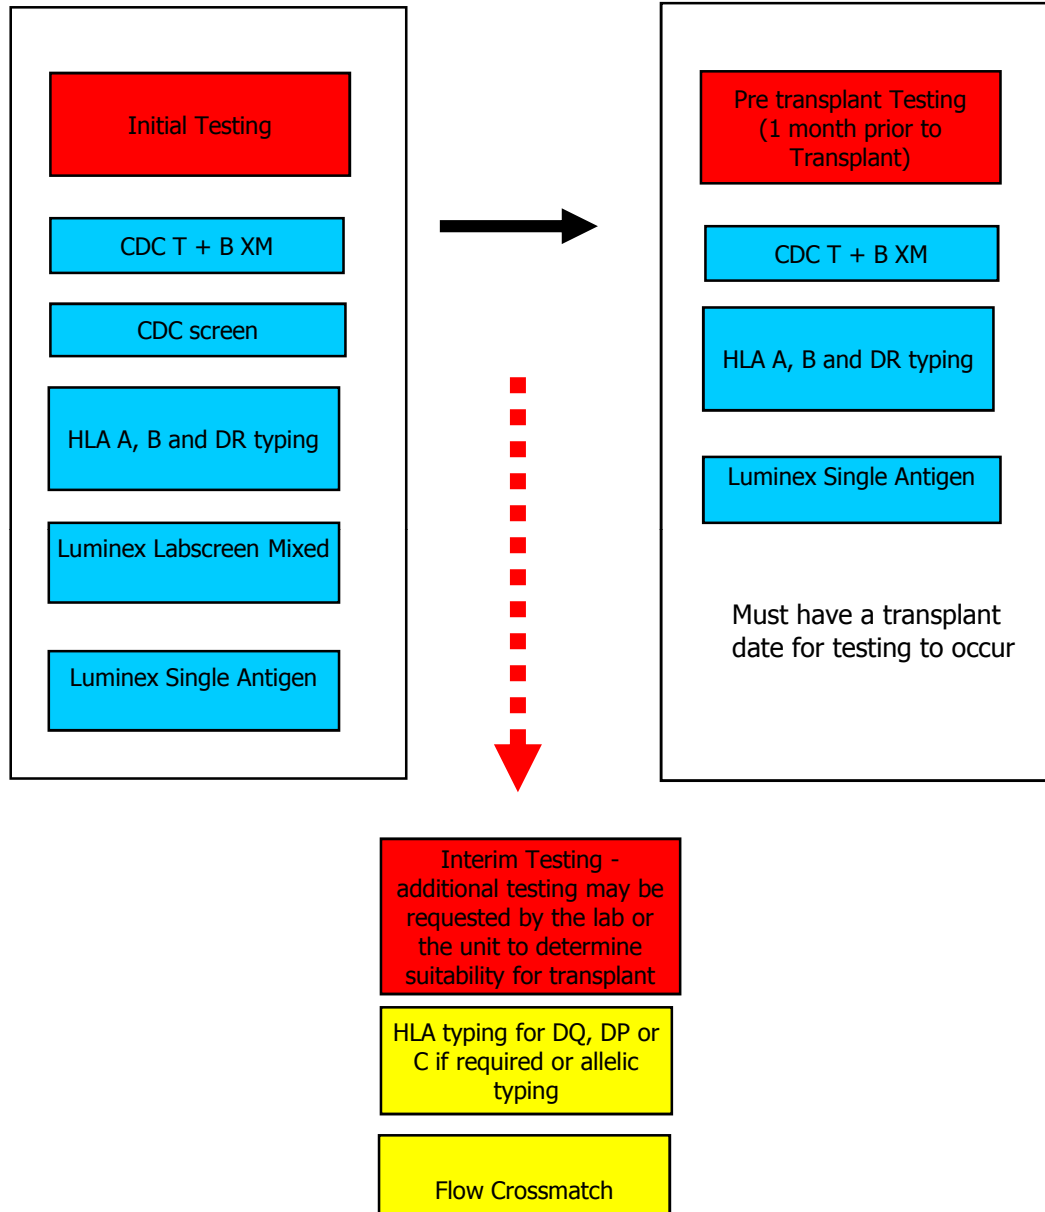 Initial Testing
CDC T + B XM
CDC screen
HLA A, B and DR typing
Luminex Labscreen Mixed
Luminex Single Antigen
Pre transplant Testing
(1 month prior to
Transplant)
CDC T + B XM
HLA A, B and DR typing
Luminex Single Antigen
Must have a transplant
date for testing to occur
Interim Testing -
additional testing may be
requested by the lab or
the unit to determine
suitability for transplant
HLA typing for DQ, DP or
C if required or allelic
typing
Flow Crossmatch